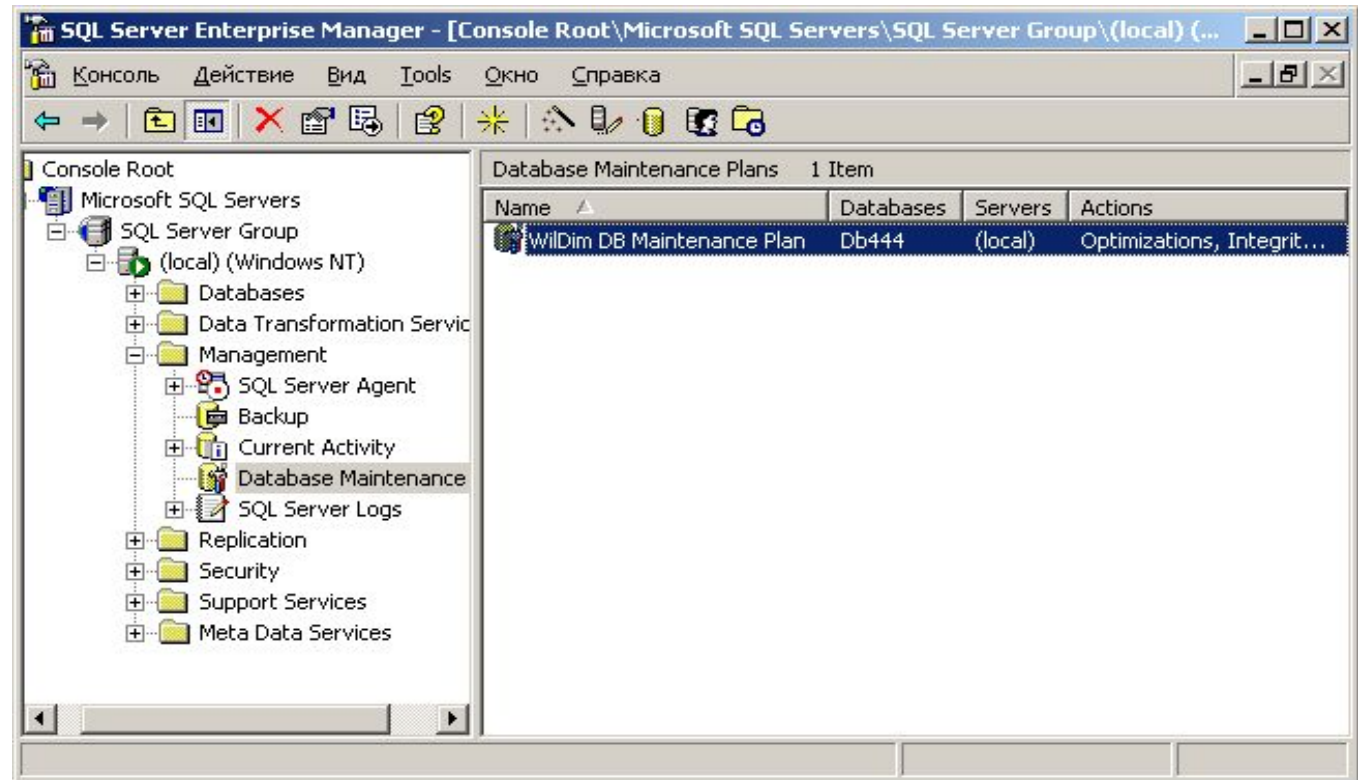 SQL Server Enterprise Manager - [Console Root\Microsoft SQL Servers\SQL Server Group\(local) (...
Консоль Действие Вид Tools Окно Справка
Console Root
Microsoft SQL Servers
SQL Server Group
(local) (Windows NT)
Databases
Data Transformation Servic
Management
SQL Server Agent
Backup
Current Activity
Database Maintenance
SQL Server Logs
Replication
Security
Support Services
Meta Data Services
Database Maintenance Plans 1 Item
Name Databases Servers Actions
WilDim DB Maintenance Plan Db444 (local) Optimizations, Integrit...